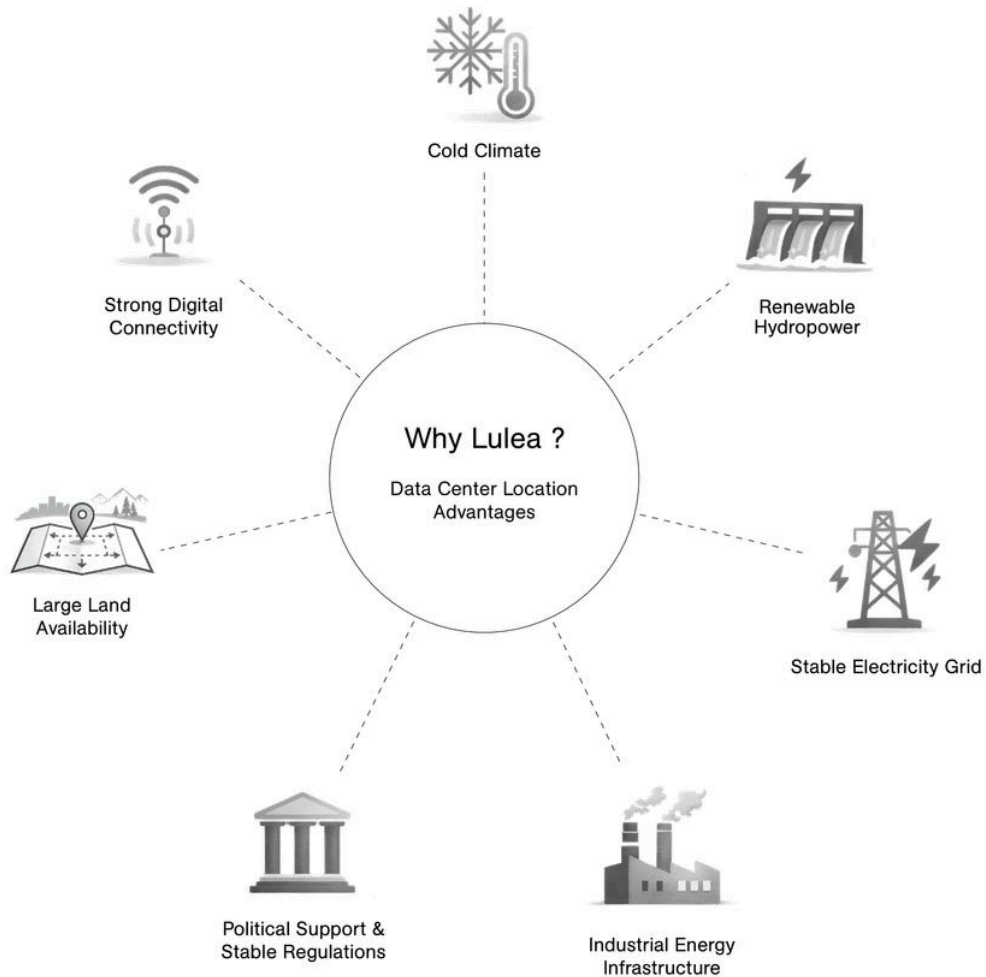 Cold Climate
Strong Digital
Connectivity
Renewable
Hydropower
Why Lulea ?
Data Center Location
Advantages
Large Land
Availability
Stable Electricity Grid
Political Support &
Stable Regulations
Industrial Energy
Infrastructure